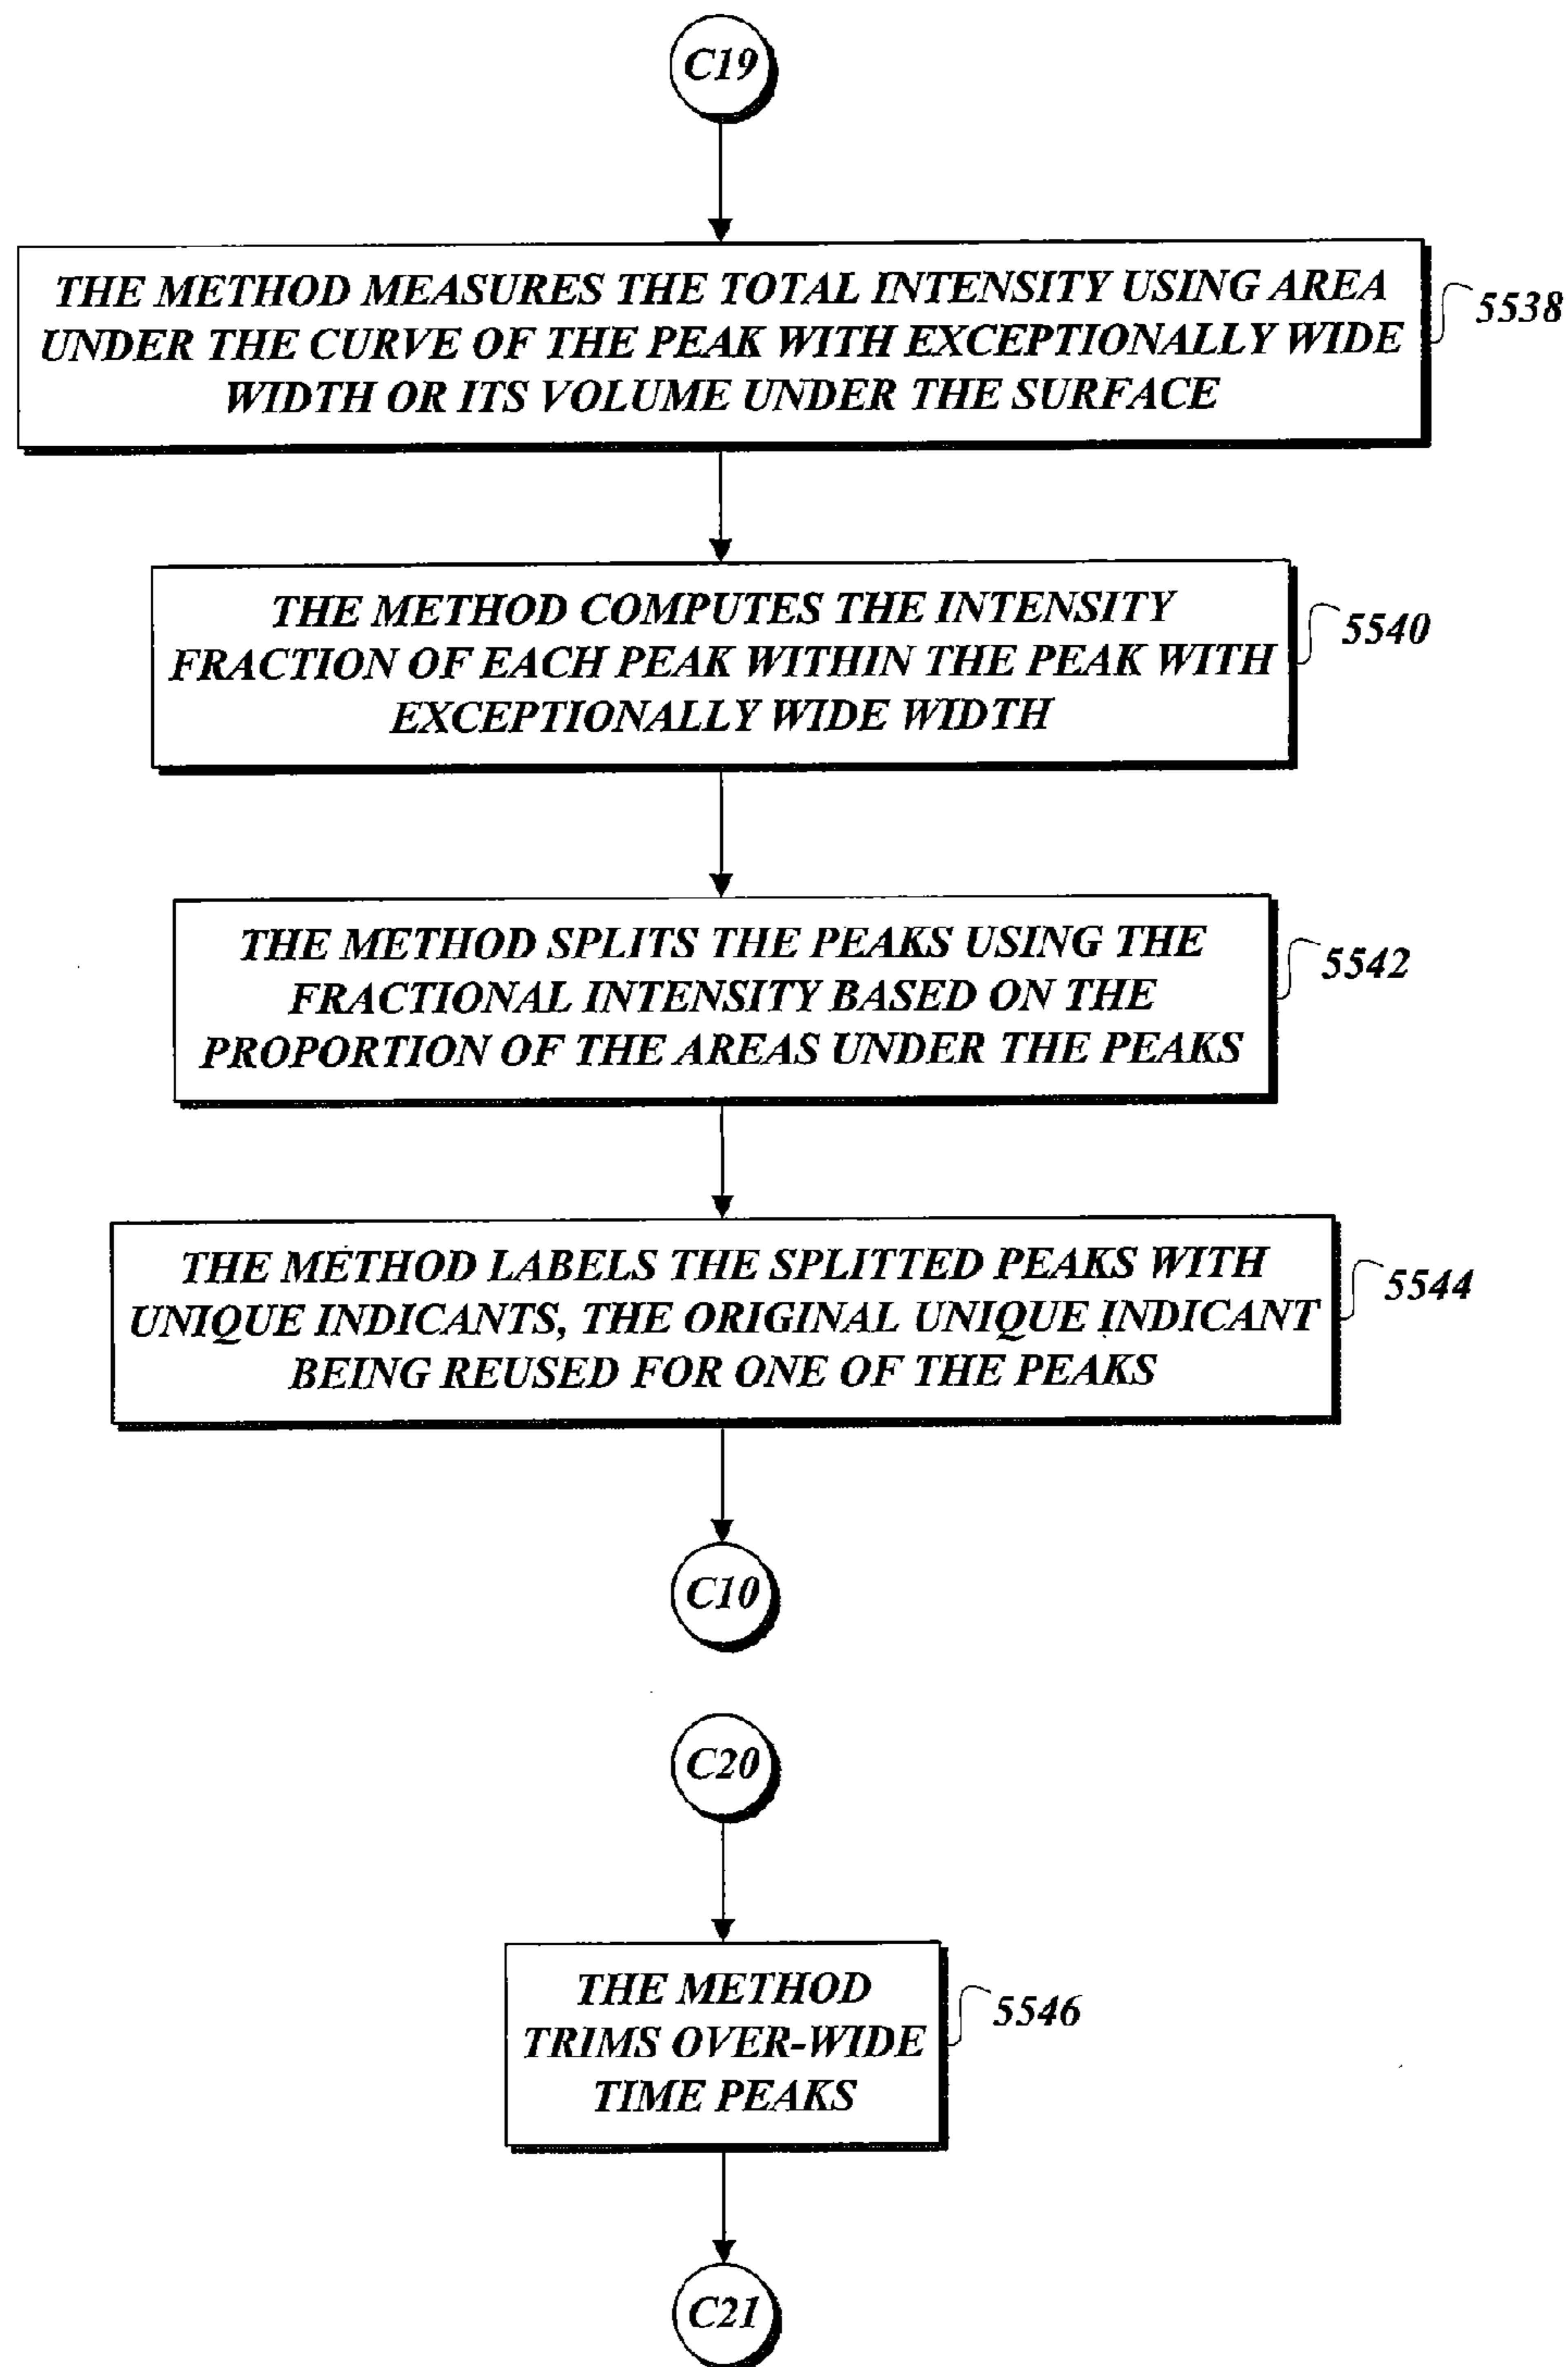 C19
THE METHOD MEASURES THE TOTAL INTENSITY USING AREA
UNDER THE CURVE OF THE PEAK WITH EXCEPTIONALLY WIDE
WIDTH OR ITS VOLUME UNDER THE SURFACE
5538
THE METHOD COMPUTES THE INTENSITY
FRACTION OF EACH PEAK WITHIN THE PEAK WITH
EXCEPTIONALLY WIDE WIDTH
5540
THE METHOD SPLITS THE PEAKS USING THE
FRACTIONAL INTENSITY BASED ON THE
PROPORTION OF THE AREAS UNDER THE PEAKS
5542
THE METHOD LABELS THE SPLITTED PEAKS WITH
UNIQUE INDICANTS, THE ORIGINAL UNIQUE INDICANT
BEING REUSED FOR ONE OF THE PEAKS
5544
C10
C20
THE METHOD
TRIMS OVER-WIDE
TIME PEAKS
5546
C21